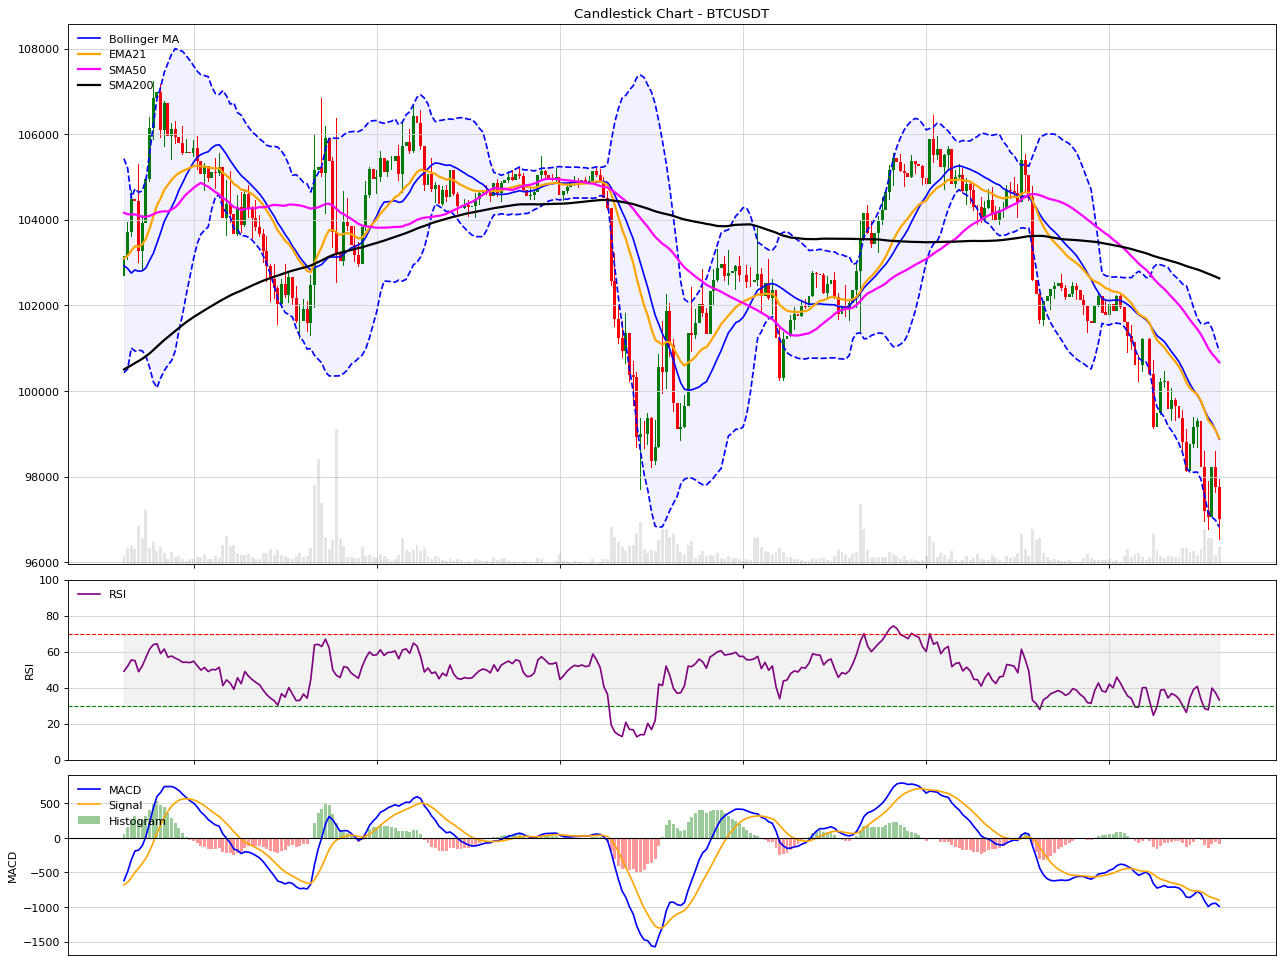 Candlestick Chart - BTCUSDT
Bollinger MA
EMA21
SMA50
SMA200
108000
106000
104000
102000
100000
98000
96000
RSI
100
80
60
40
20
0
RSI
MACD
Signal
Histogram
500
0
−500
−1000
−1500
MACD